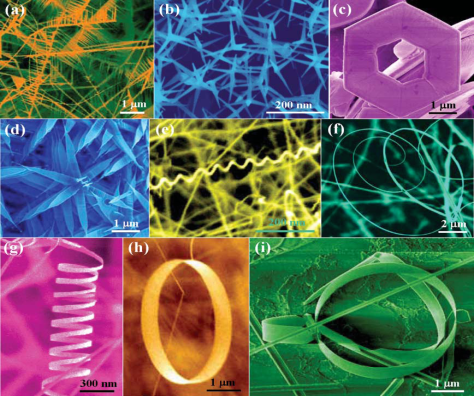 (a)
1 μm
(b)
200 nm
(c)
1 μm
(d)
1 μm
(e)
(f)
2 μm
(g)
300 nm
(h)
1 μm
(i)
1 μm